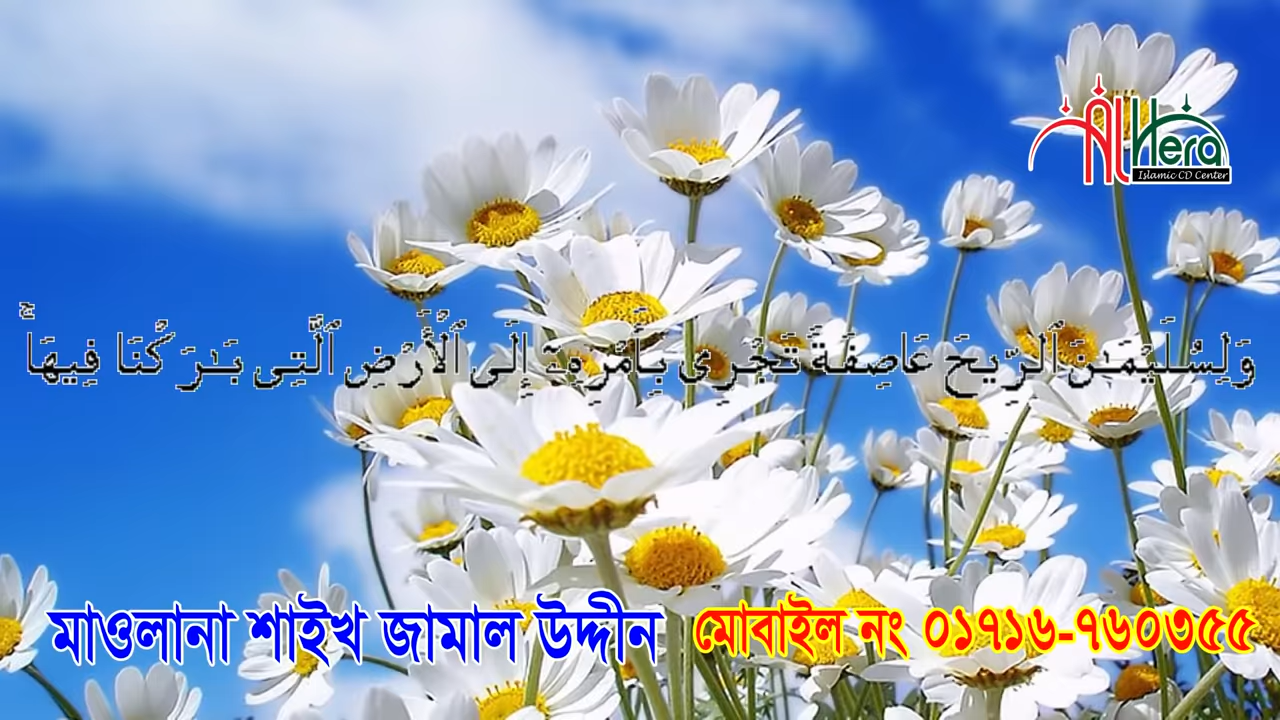 AL Hera
Islamic CD Center
وَلِسُلَيْمَـٰنَ ٱلرِّيحَ عَاصِفَةً تَجْرِى بِأَمْرِهِۦٓ إِلَى ٱلْأَرْضِ ٱلَّتِى بَـٰرَكْنَا فِيهَا ۚ
মাওলানা শাইখ জামাল উদ্দীন মোবাইল নং ০১৭১৬-৭৬০৩৫৫